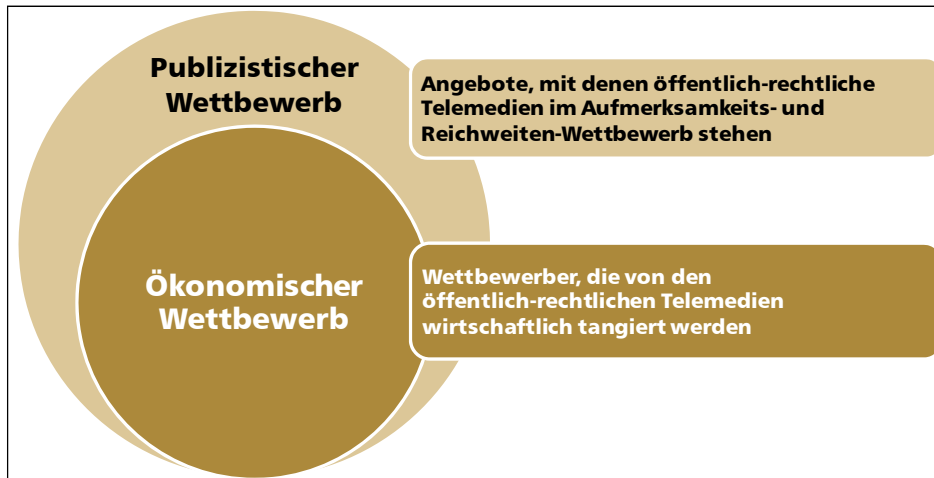 Publizistischer
Wettbewerb
Angebote, mit denen öffentlich-rechtliche
Telemedien im Aufmerksamkeits- und
Reichweiten-Wettbewerb stehen
Ökonomischer
Wettbewerb
Wettbewerber, die von den
öffentlich-rechtlichen Telemedien
wirtschaftlich tangiert werden